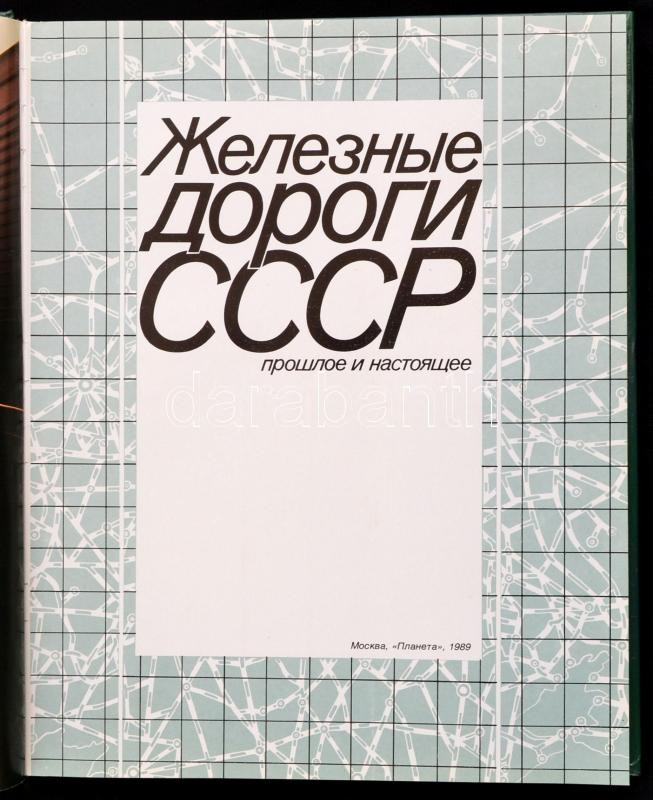 Железные
дороги
СССР
прошлое и настоящее
darabanth
Москва, «Планета», 1989